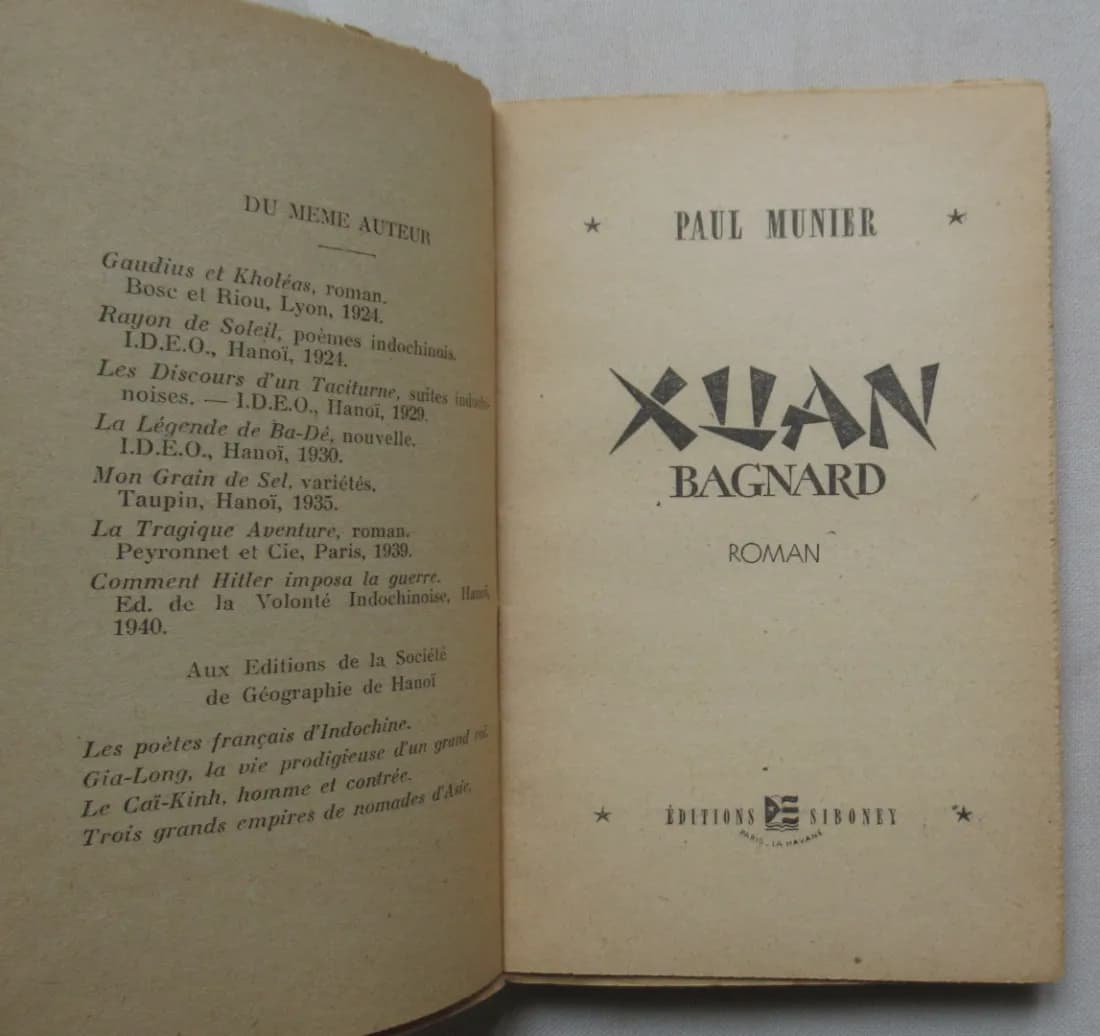 DU MEME AUTEUR
Gaudius et Kholéas, roman.
Bosc et Riou, Lyon, 1924.
Rayon de Soleil, poèmes indochinois.
I.D.E.O., Hanoï, 1924.
Les Discours d'un Taciturne, suites indochi-
noises. — I.D.E.O., Hanoï, 1929.
La Légende de Ba-Dê, nouvelle.
I.D.E.O., Hanoï, 1930.
Mon Grain de Sel, variétés.
Taupin, Hanoï, 1935.
La Tragique Aventure, roman.
Peyronnet et Cie, Paris, 1939.
Comment Hitler imposa la guerre.
Ed. de la Volonté Indochinoise, Hanoï,
1940.
Aux Editions de la Société
de Géographie de Hanoï
Les poètes français d'Indochine.
Gia-Long, la vie prodigieuse d'un grand roi.
Le Caï-Kinh, homme et contrée.
Trois grands empires de nomades d'Asie.
PAUL MUNIER
XUAN
BAGNARD
ROMAN
ÉDITIONS SIBONEY
PARIS - LA HAVANE